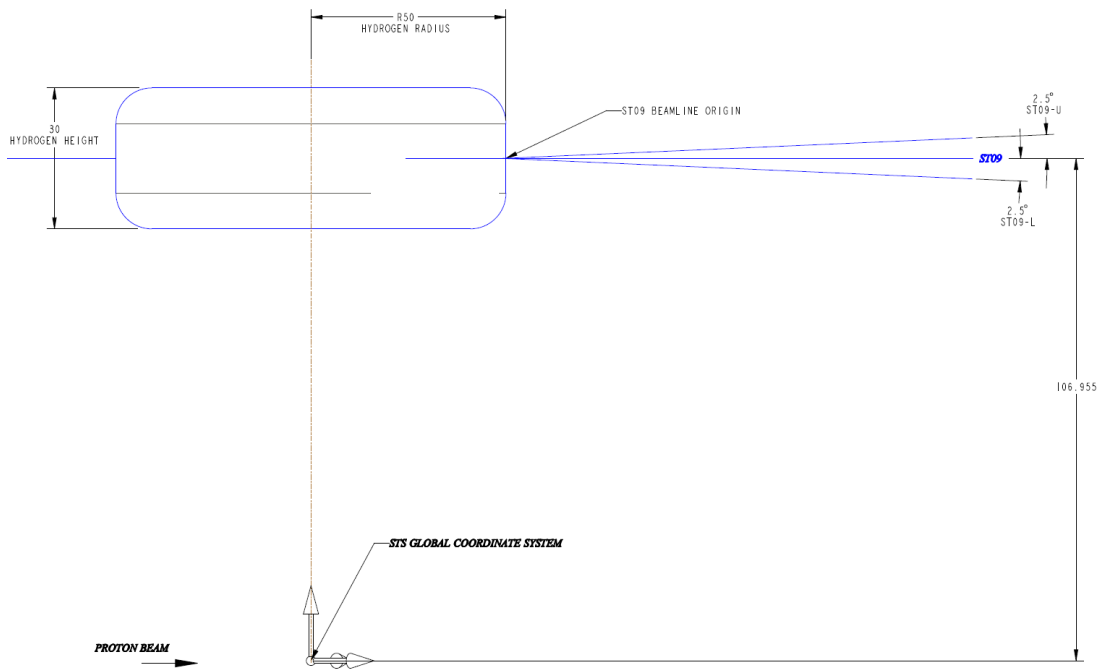 R50
HYDROGEN RADIUS
30
HYDROGEN HEIGHT
ST09 BEAMLINE ORIGIN
2.5°
ST09-U
ST09
2.5°
ST09-L
106.955
STS GLOBAL COORDINATE SYSTEM
PROTON BEAM